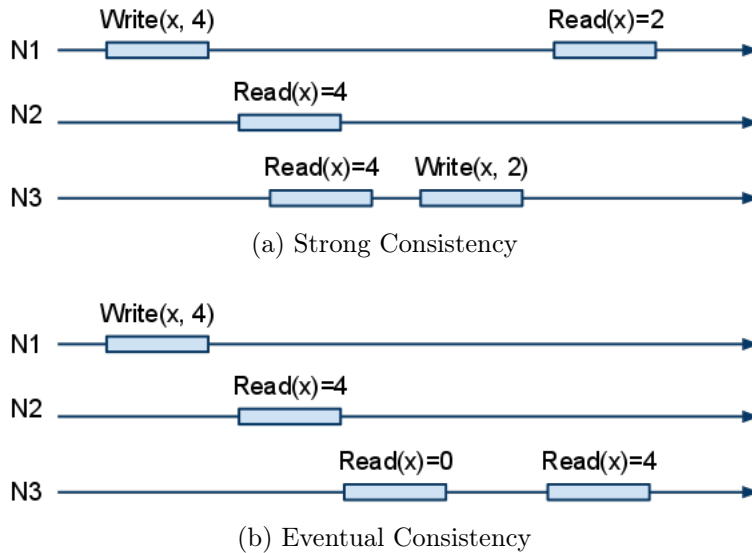 Write(x, 4) Read(x)=2
N1
Read(x)=4
N2
Read(x)=4 Write(x, 2)
N3
(a) Strong Consistency
Write(x, 4)
N1
Read(x)=4
N2
Read(x)=0 Read(x)=4
N3
(b) Eventual Consistency